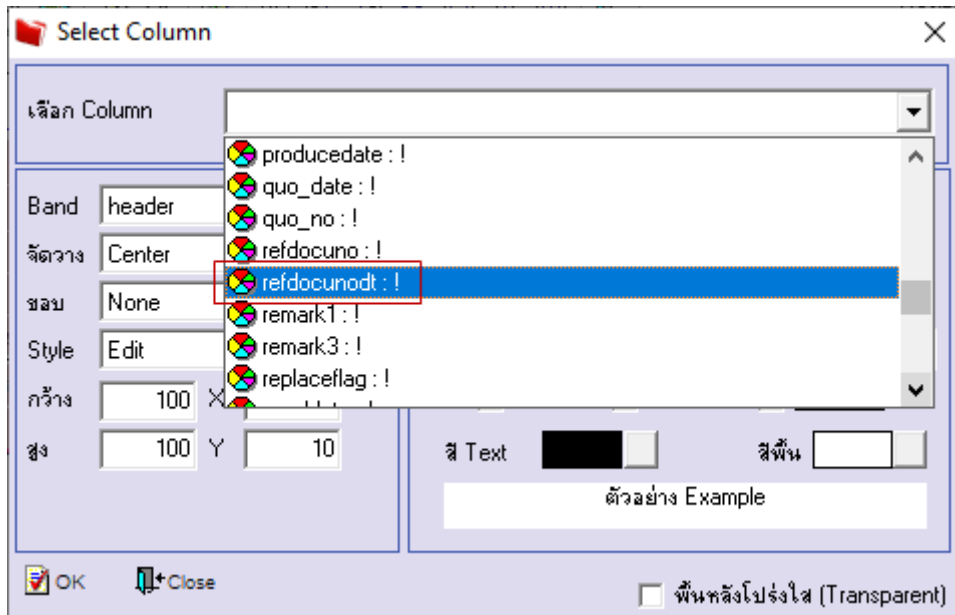 Select Column
เลือก Column
producedate : !
quo_date : !
quo_no : !
refdocuno : !
refdocunodt : !
remark1 : !
remark3 : !
replaceflag : !
Band header
จัดวาง Center
ขอบ None
Style Edit
กว้าง 100 X
สูง 100 Y 10
สี Text
สีพื้น
ตัวอย่าง Example
OK
Close
พื้นหลังโปร่งใส (Transparent)